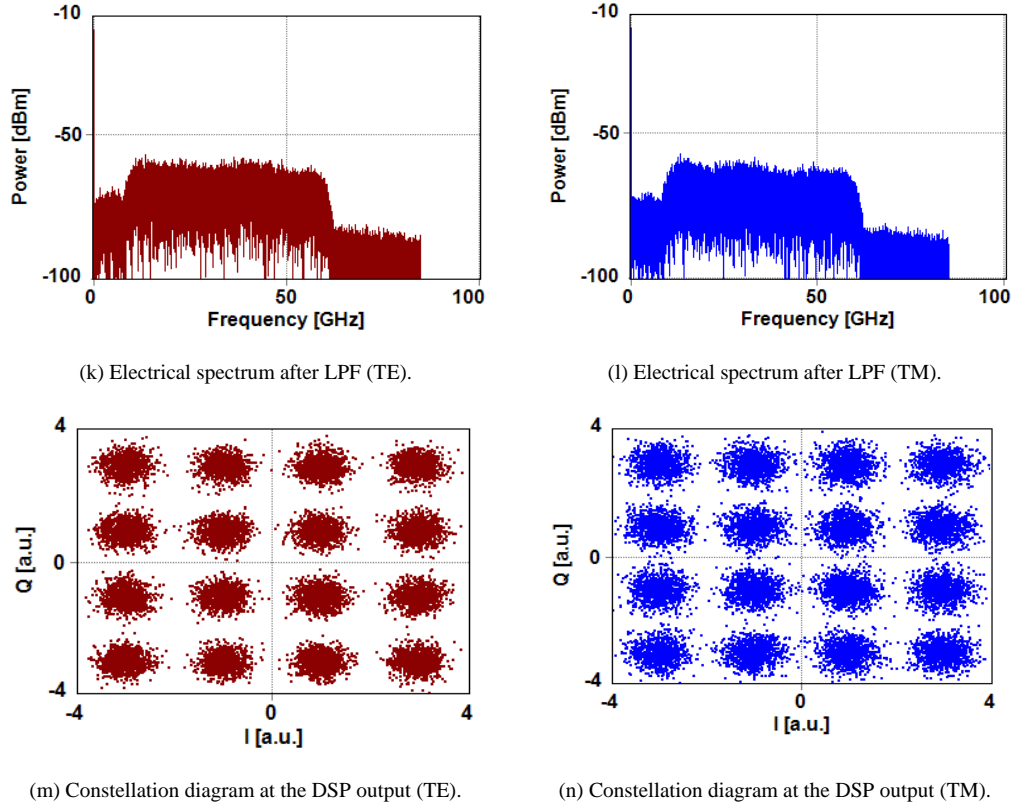 -10
-50
-100
Power [dBm]
0
50
100
Frequency [GHz]
(k) Electrical spectrum after LPF (TE).
-10
-50
-100
Power [dBm]
0
50
100
Frequency [GHz]
(l) Electrical spectrum after LPF (TM).
4
0
-4
Q [a.u.]
-4
0
4
I [a.u.]
(m) Constellation diagram at the DSP output (TE).
4
0
-4
Q [a.u.]
-4
0
4
I [a.u.]
(n) Constellation diagram at the DSP output (TM).